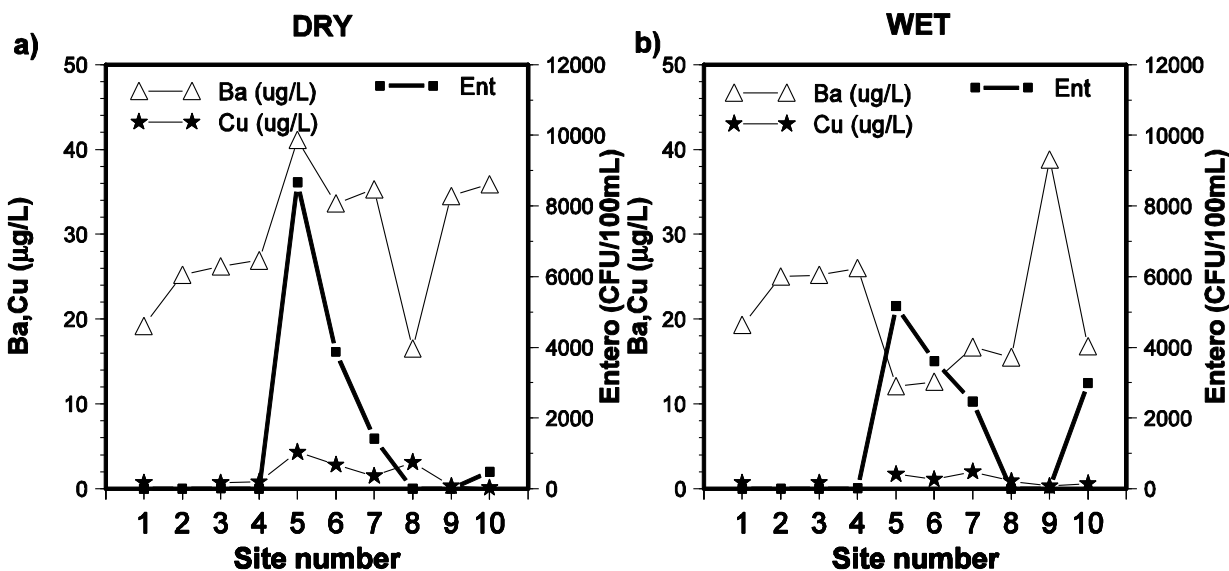 DRY
a)
50
40
30
20
10
0
Ba,Cu (µg/L)
Ba (ug/L)
Cu (ug/L)
Ent
12000
10000
8000
6000
4000
2000
0
Entero (CFU/100mL)
1 2 3 4 5 6 7 8 9 10
Site number
WET
b)
50
40
30
20
10
0
Ba,Cu (µg/L)
Ba (ug/L)
Cu (ug/L)
Ent
12000
10000
8000
6000
4000
2000
0
Entero (CFU/100mL)
1 2 3 4 5 6 7 8 9 10
Site number